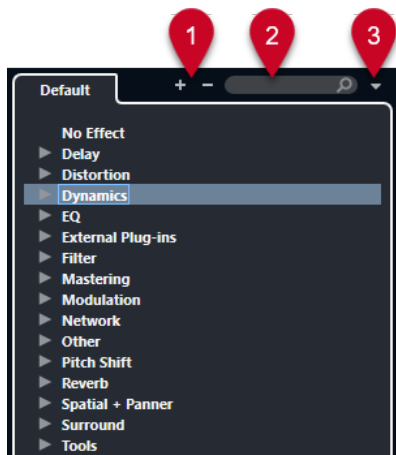 1 2 3
Default + −
No Effect
Delay
Distortion
Dynamics
EQ
External Plug-ins
Filter
Mastering
Modulation
Network
Other
Pitch Shift
Reverb
Spatial + Panner
Surround
Tools